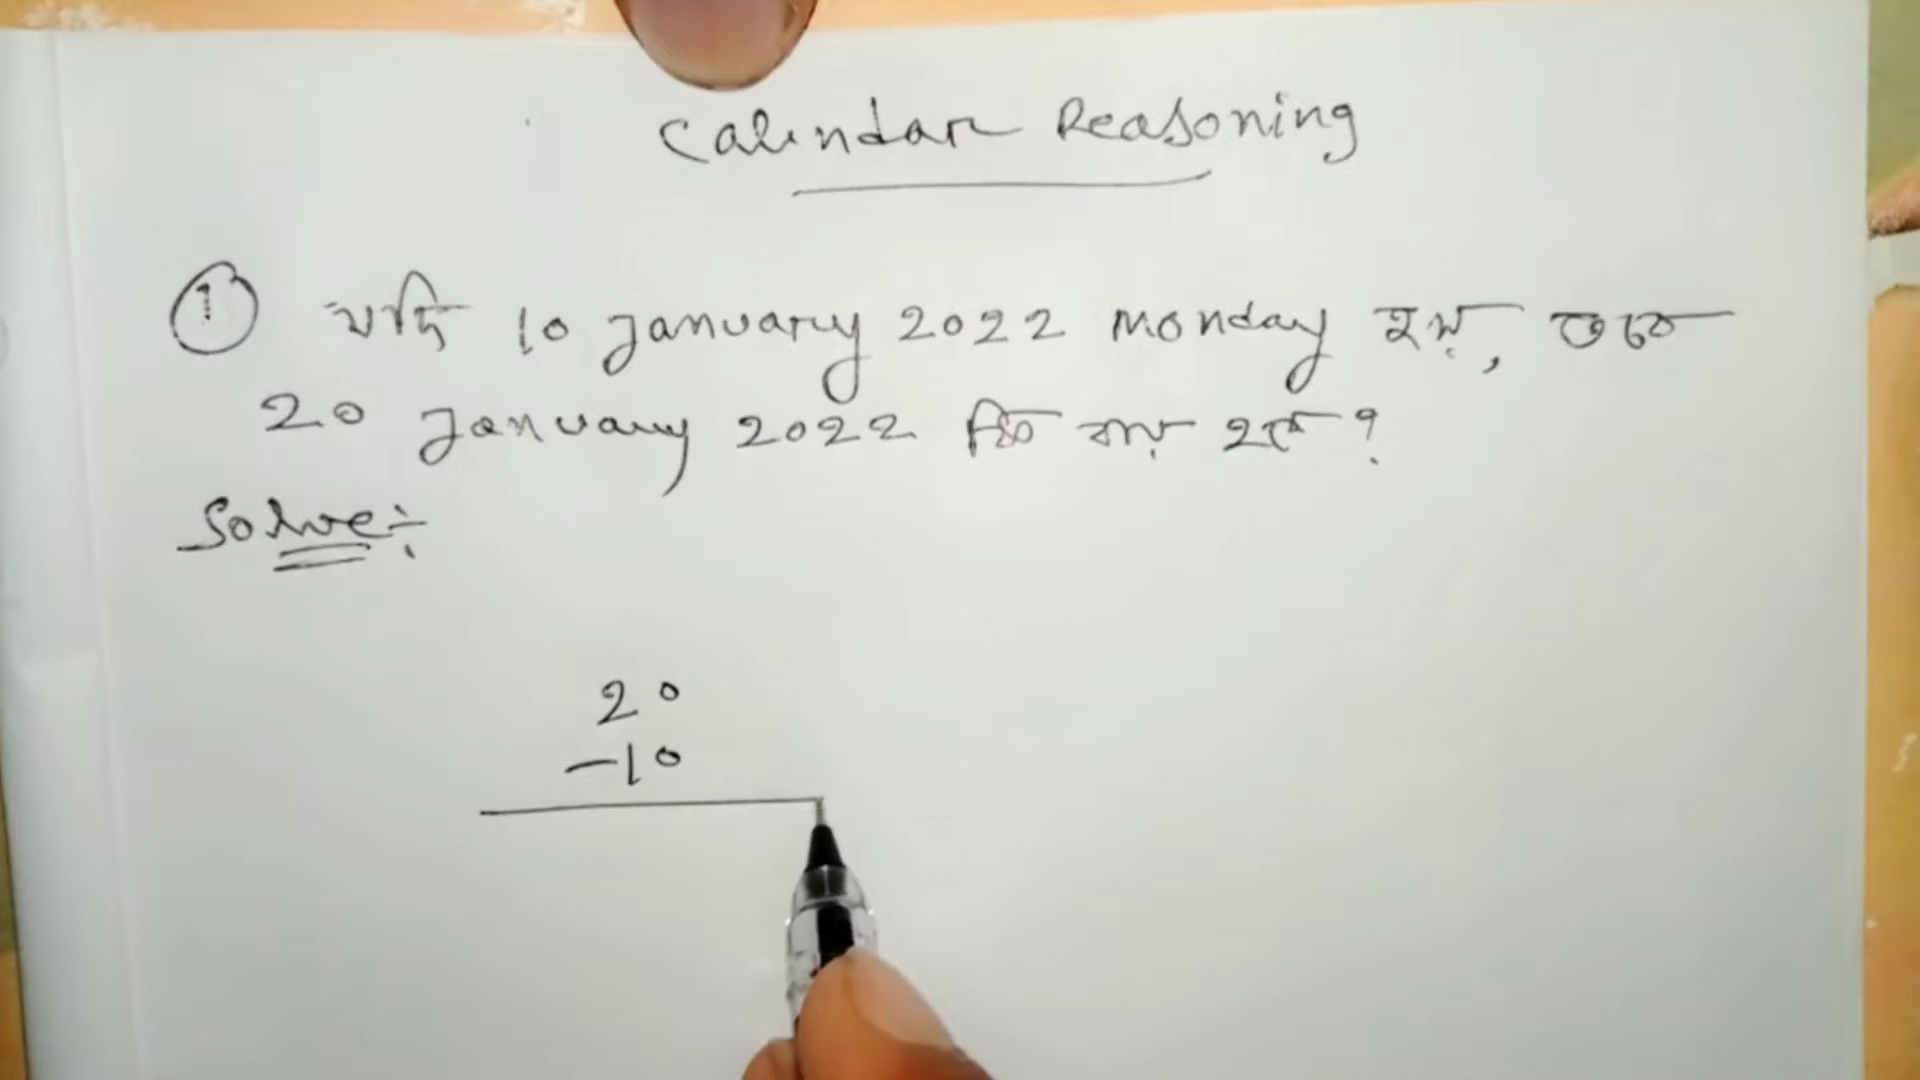 Calendar Reasoning
① যদি 10 January 2022 Monday হয়, তবে
20 January 2022 কি বার হবে?
Solve:
20
-10